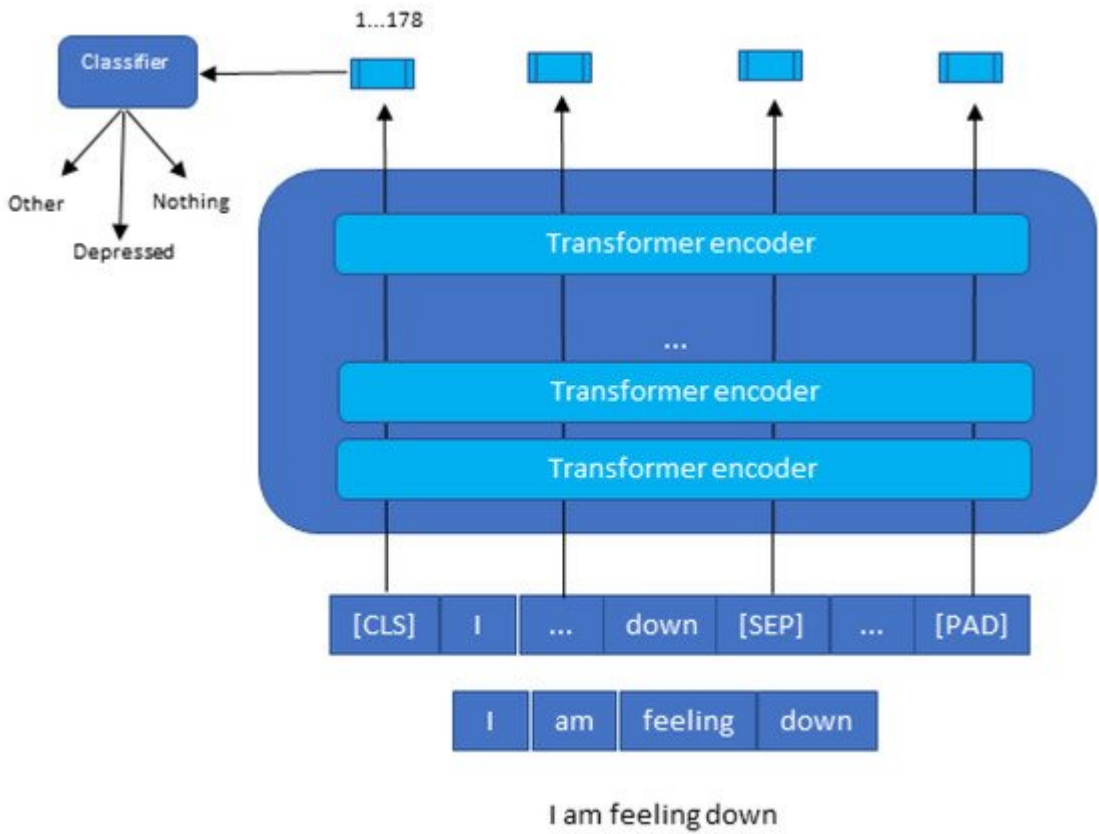 1...178
Classifier
Other
Nothing
Depressed
Transformer encoder
...
Transformer encoder
Transformer encoder
[CLS] I ... down [SEP] ... [PAD]
I am feeling down
I am feeling down